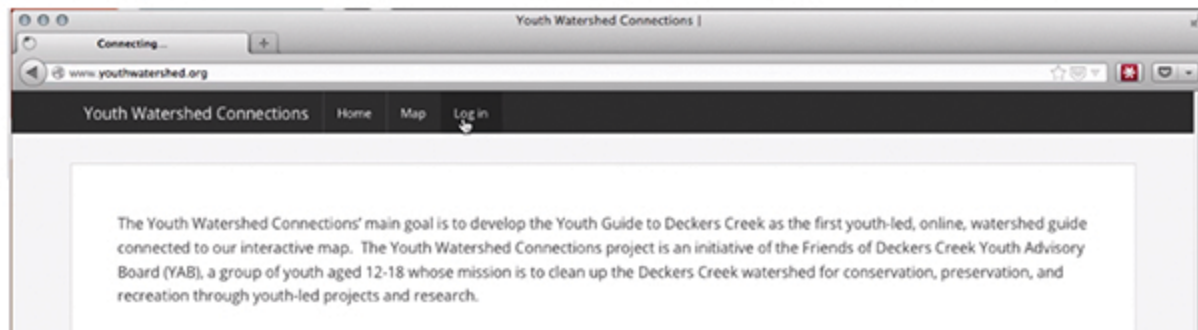 Youth Watershed Connections |
Connecting...
www.youthwatershed.org
Youth Watershed Connections Home Map Log in
The Youth Watershed Connections' main goal is to develop the Youth Guide to Deckers Creek as the first youth-led, online, watershed guide
connected to our interactive map. The Youth Watershed Connections project is an initiative of the Friends of Deckers Creek Youth Advisory
Board (YAB), a group of youth aged 12-18 whose mission is to clean up the Deckers Creek watershed for conservation, preservation, and
recreation through youth-led projects and research.